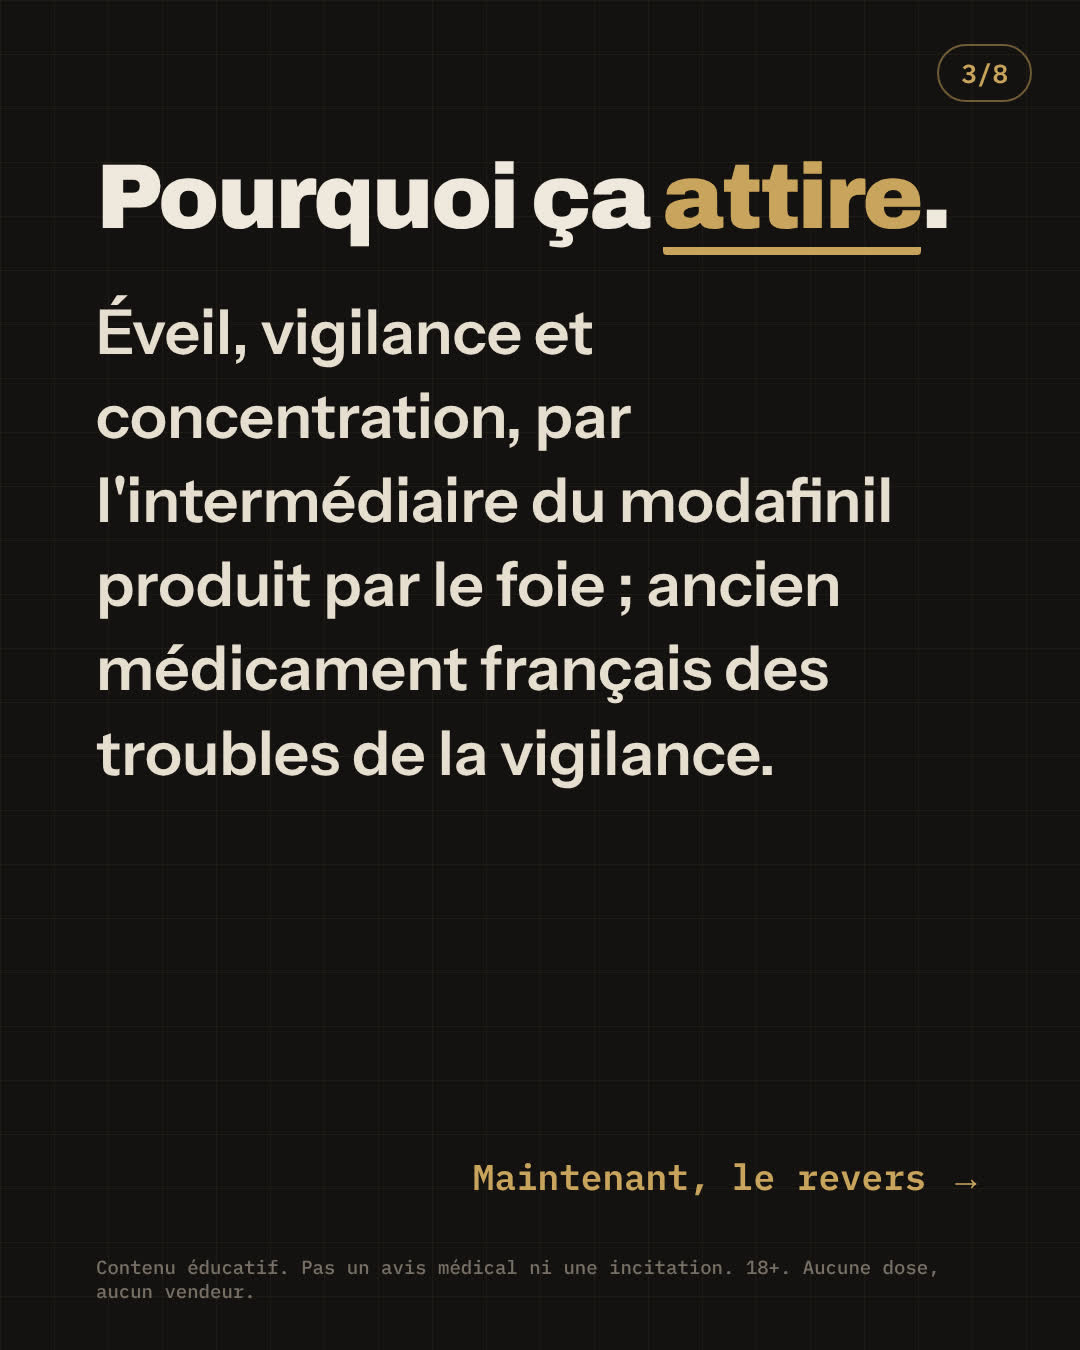 3/8
Pourquoi ça attire.
Éveil, vigilance et
concentration, par
l'intermédiaire du modafinil
produit par le foie ; ancien
médicament français des
troubles de la vigilance.
Maintenant, le revers →
Contenu éducatif. Pas un avis médical ni une incitation. 18+. Aucune dose,
aucun vendeur.